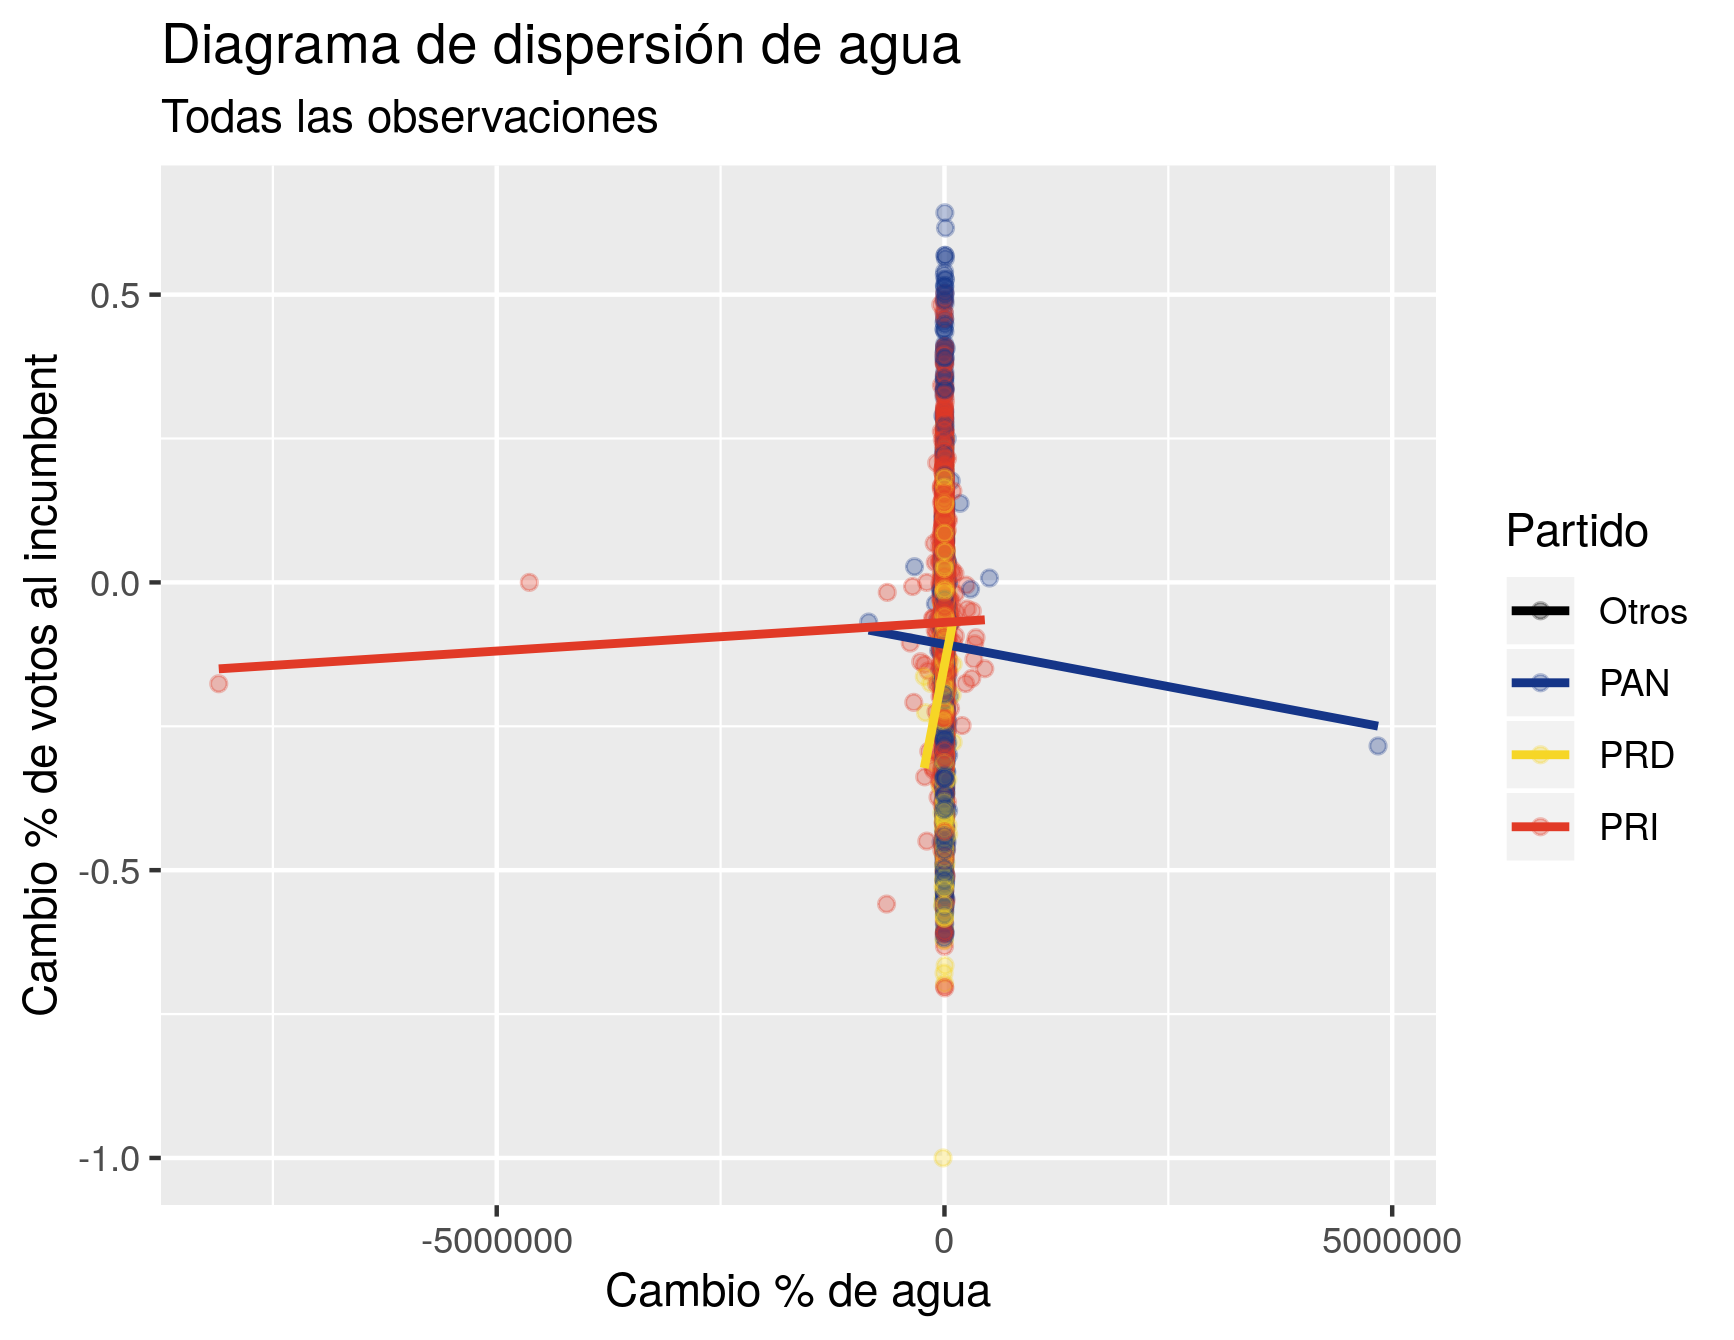 Diagrama de dispersión de agua
Todas las observaciones
Cambio % de votos al incumbent
0.5
0.0
-0.5
-1.0
-5000000
0
5000000
Cambio % de agua
Partido
Otros
PAN
PRD
PRI